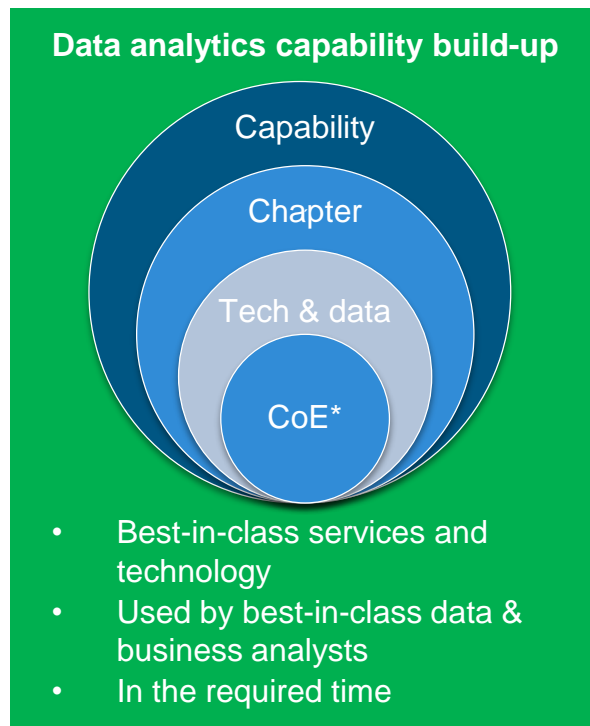 Data analytics capability build-up
Capability
Chapter
Tech & data
CoE*
• Best-in-class services and
technology
• Used by best-in-class data &
business analysts
• In the required time